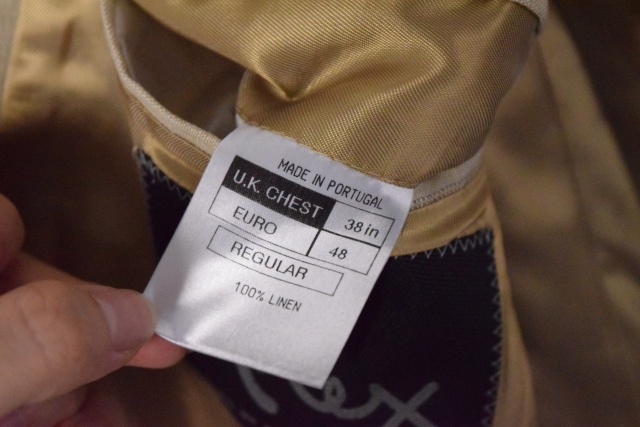 MADE IN PORTUGAL
U.K. CHEST 38 in
EURO 48
REGULAR
100% LINEN